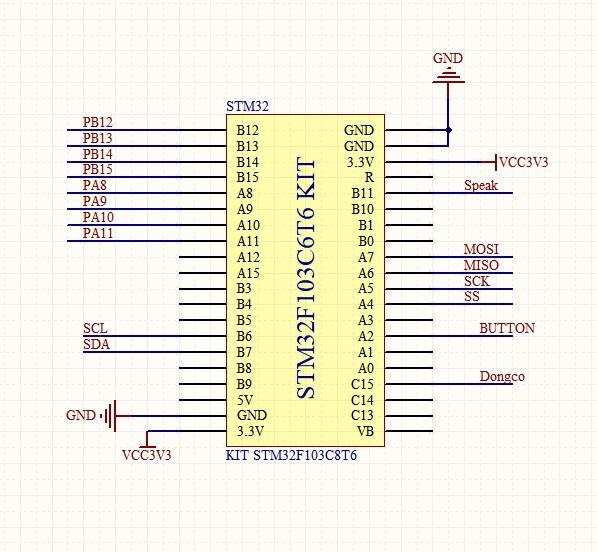 GND
STM32
PB12 B12 GND
PB13 B13 GND
PB14 B14 3.3V VCC3V3
PB15 B15 R
PA8 A8 B11 Speak
PA9 A9 B10
PA10 A10 B1
PA11 A11 B0
A12 A7 MOSI
A15 A6 MISO
B3 A5 SCK
B4 A4 SS
B5 A3
SCL B6 A2 BUTTON
SDA B7 A1
B8 A0
B9 C15 Dongco
5V C14
GND GND C13
3.3V VB
VCC3V3
STM32F103C6T6 KIT
KIT STM32F103C8T6